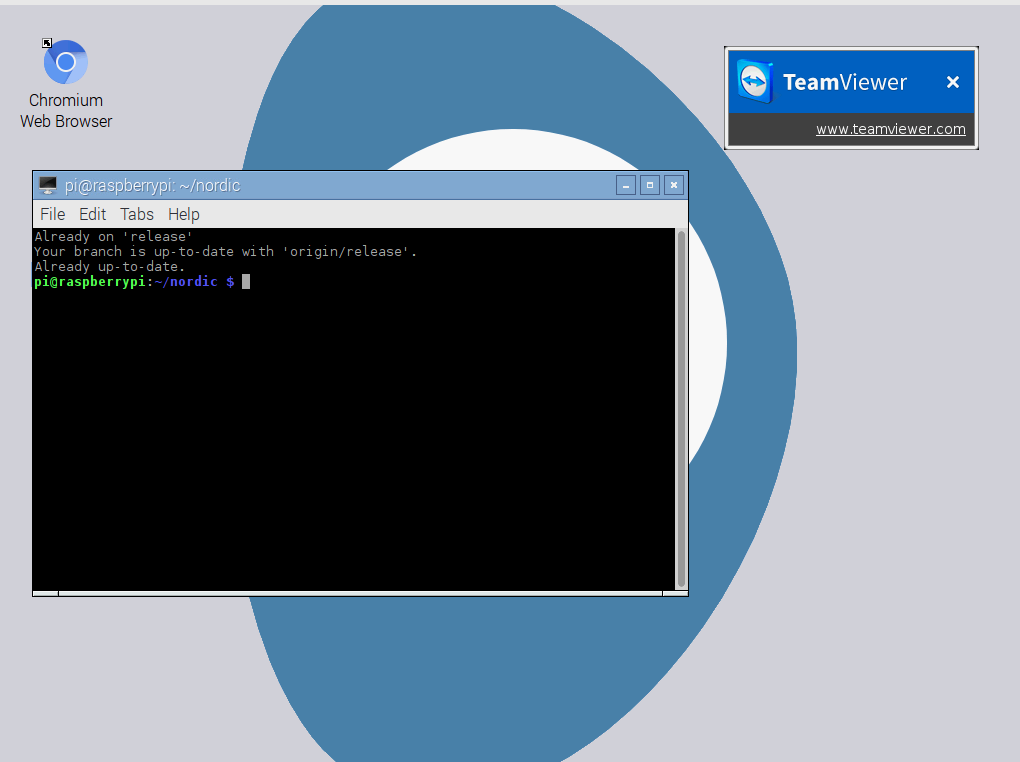 Chromium
Web Browser
TeamViewer
www.teamviewer.com
pi@raspberrypi: ~/nordic
File Edit Tabs Help
Already on 'release'
Your branch is up-to-date with 'origin/release'.
Already up-to-date.
pi@raspberrypi:~/nordic $